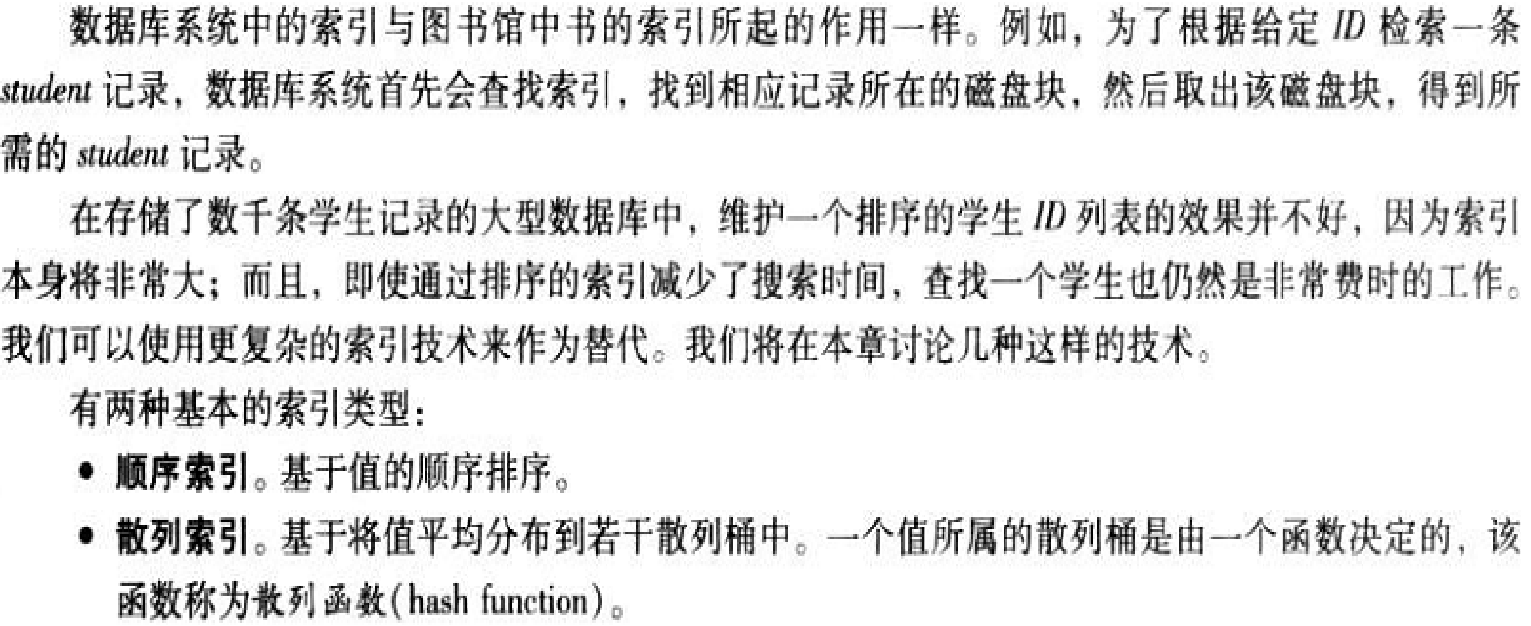 数据库系统中的索引与图书馆中书的索引所起的作用一样。例如，为了根据给定 ID 检索一条
student 记录，数据库系统首先会查找索引，找到相应记录所在的磁盘块，然后取出该磁盘块，得到所
需的 student 记录。
在存储了数千条学生记录的大型数据库中，维护一个排序的学生 ID 列表的效果并不好，因为索引
本身将非常大；而且，即使通过排序的索引减少了搜索时间，查找一个学生也仍然是非常费时的工作。
我们可以使用更复杂的索引技术来作为替代。我们将在本章讨论几种这样的技术。
有两种基本的索引类型：
• 顺序索引。基于值的顺序排序。
• 散列索引。基于将值平均分布到若干散列桶中。一个值所属的散列桶是由一个函数决定的，该
函数称为散列函数(hash function)。